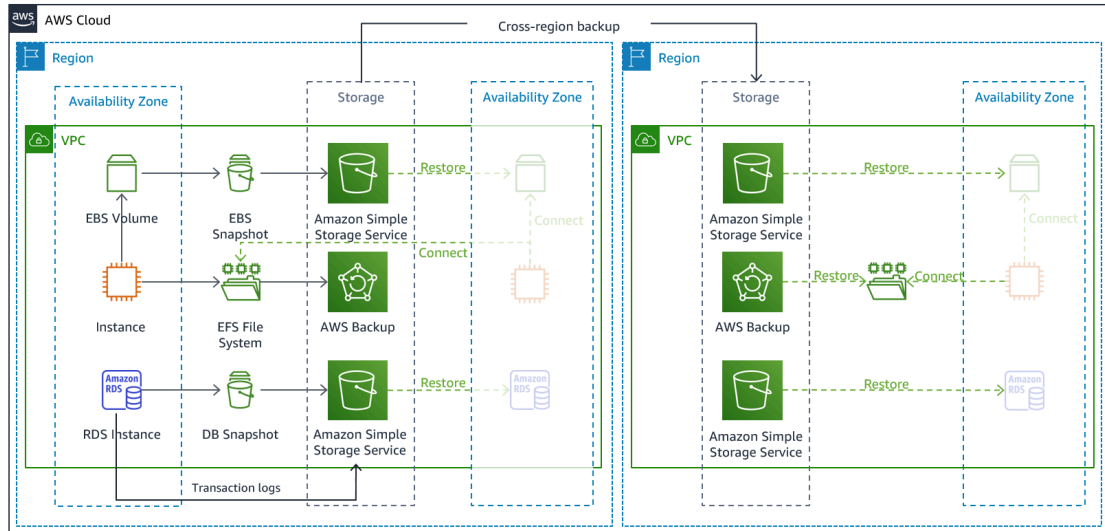 aws
AWS Cloud
Cross-region backup
Region
Region
Availability Zone
Storage
Availability Zone
Storage
Availability Zone
VPC
VPC
Restore
Restore
EBS Volume
EBS
Snapshot
Amazon Simple
Storage Service
Connect
Amazon Simple
Storage Service
Connect
Connect
Restore
Connect
Instance
EFS File
System
AWS Backup
AWS Backup
Amazon
RDS
Restore
Amazon
RDS
Restore
Amazon
RDS
RDS Instance
DB Snapshot
Amazon Simple
Storage Service
Amazon Simple
Storage Service
Transaction logs